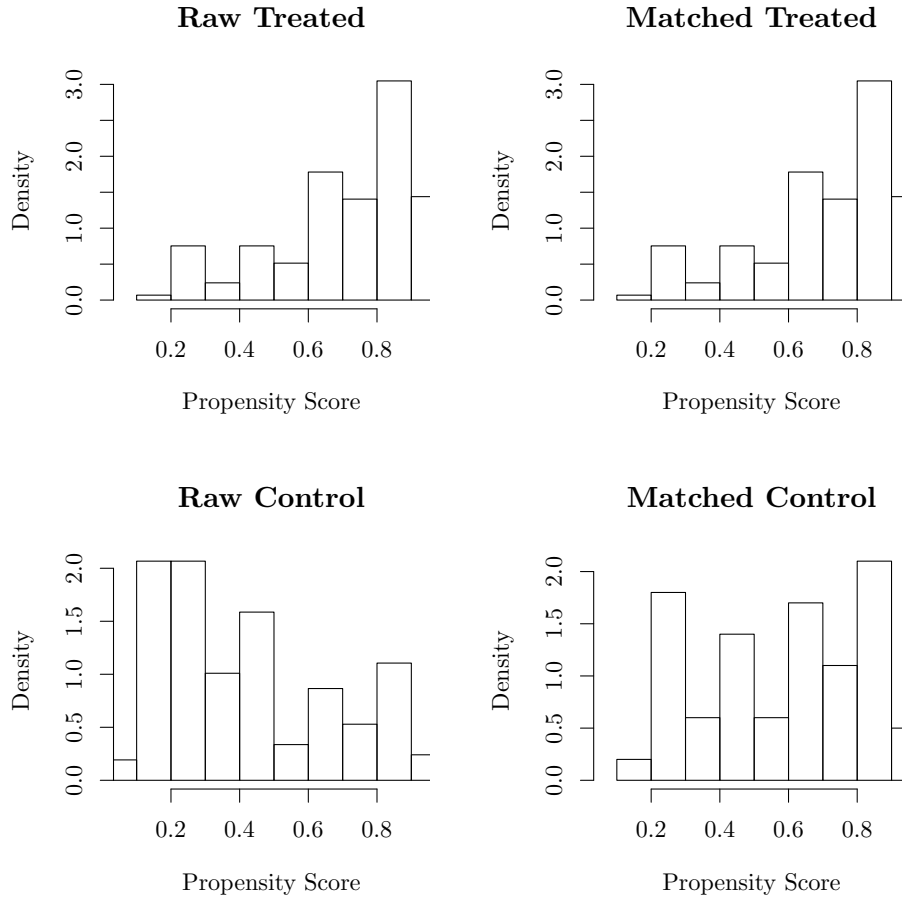 Raw Treated
Density
0.0 1.0 2.0 3.0
0.2 0.4 0.6 0.8
Propensity Score
Matched Treated
Density
0.0 1.0 2.0 3.0
0.2 0.4 0.6 0.8
Propensity Score
Raw Control
Density
0.0 0.5 1.0 1.5 2.0
0.2 0.4 0.6 0.8
Propensity Score
Matched Control
Density
0.0 0.5 1.0 1.5 2.0
0.2 0.4 0.6 0.8
Propensity Score